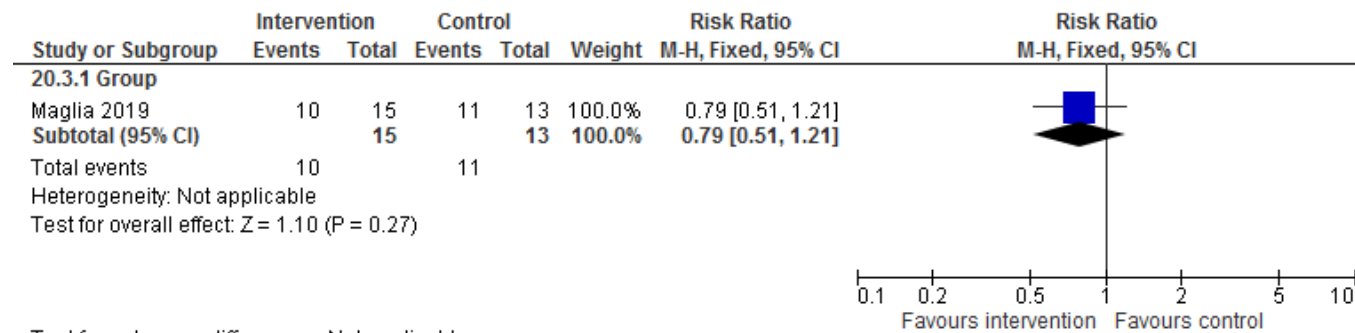 Intervention Control Risk Ratio Risk Ratio
Study or Subgroup Events Total Events Total Weight M-H, Fixed, 95% CI M-H, Fixed, 95% CI
20.3.1 Group
Maglia 2019 10 15 11 13 100.0% 0.79 [0.51, 1.21]
Subtotal (95% CI) 15 13 100.0% 0.79 [0.51, 1.21]
Total events 10 11
Heterogeneity: Not applicable
Test for overall effect: Z = 1.10 (P = 0.27)
0.1 0.2 0.5 1 2 5 10
Favours intervention Favours control